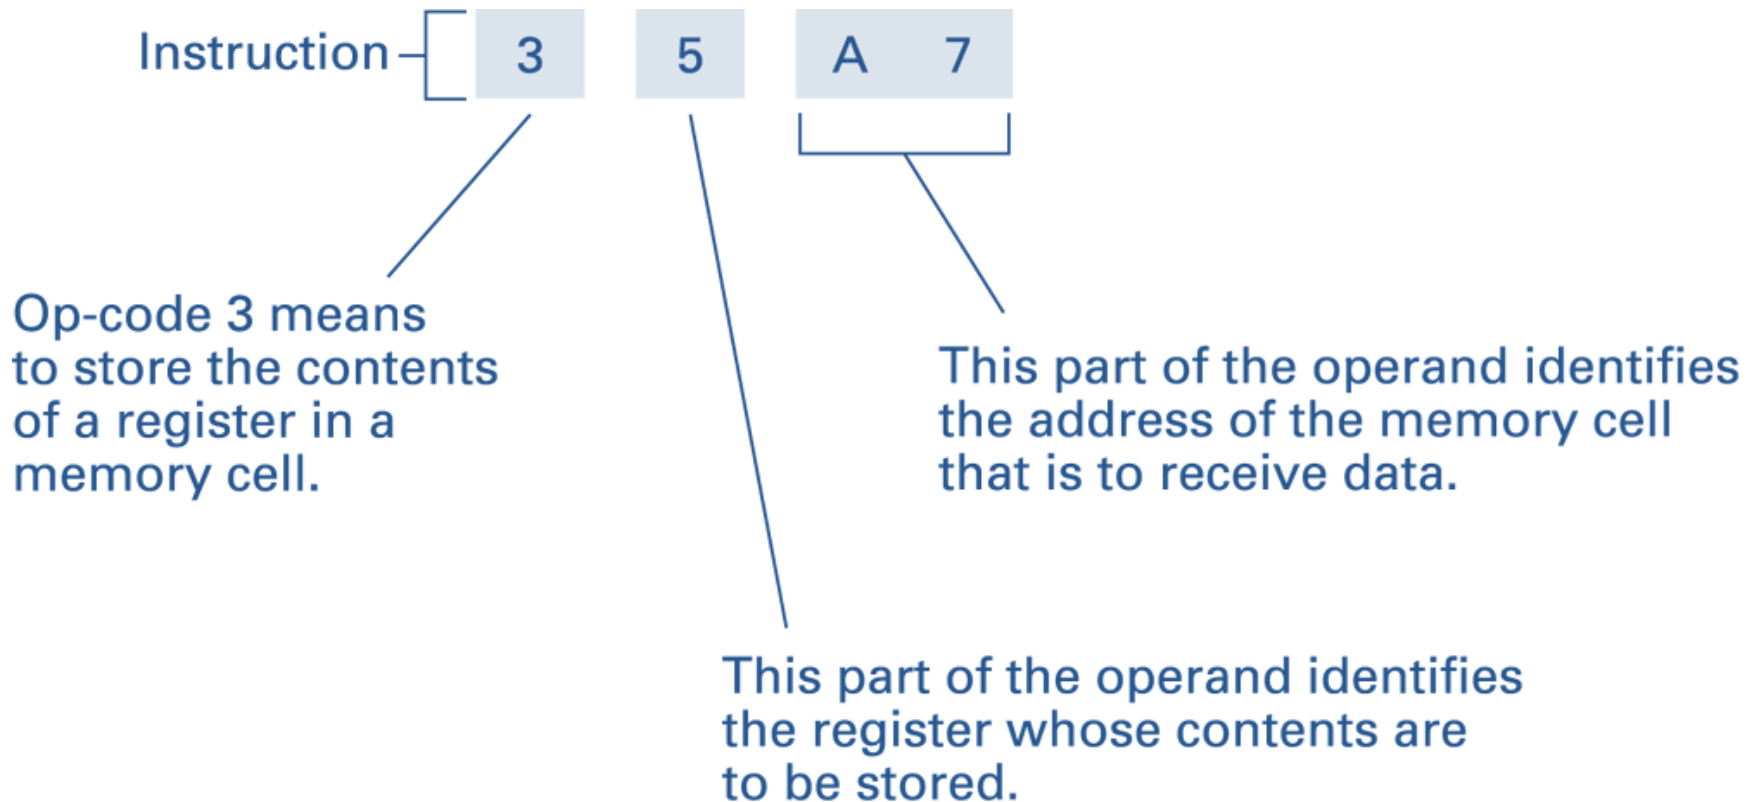 Instruction 3 5 A 7
Op-code 3 means
to store the contents
of a register in a
memory cell.
This part of the operand identifies
the address of the memory cell
that is to receive data.
This part of the operand identifies
the register whose contents are
to be stored.